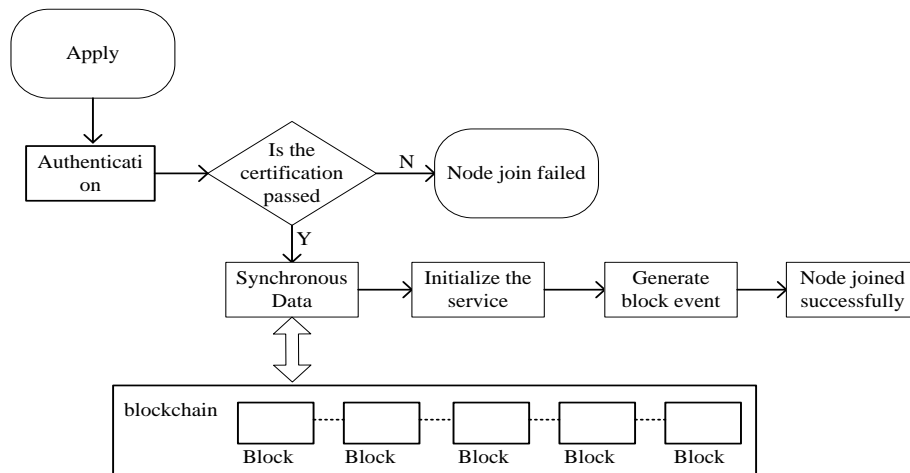 Apply
Authenticati
on
Is the
certification
passed
N
Node join failed
Y
Synchronous
Data
Initialize the
service
Generate
block event
Node joined
successfully
blockchain
Block
Block
Block
Block
Block